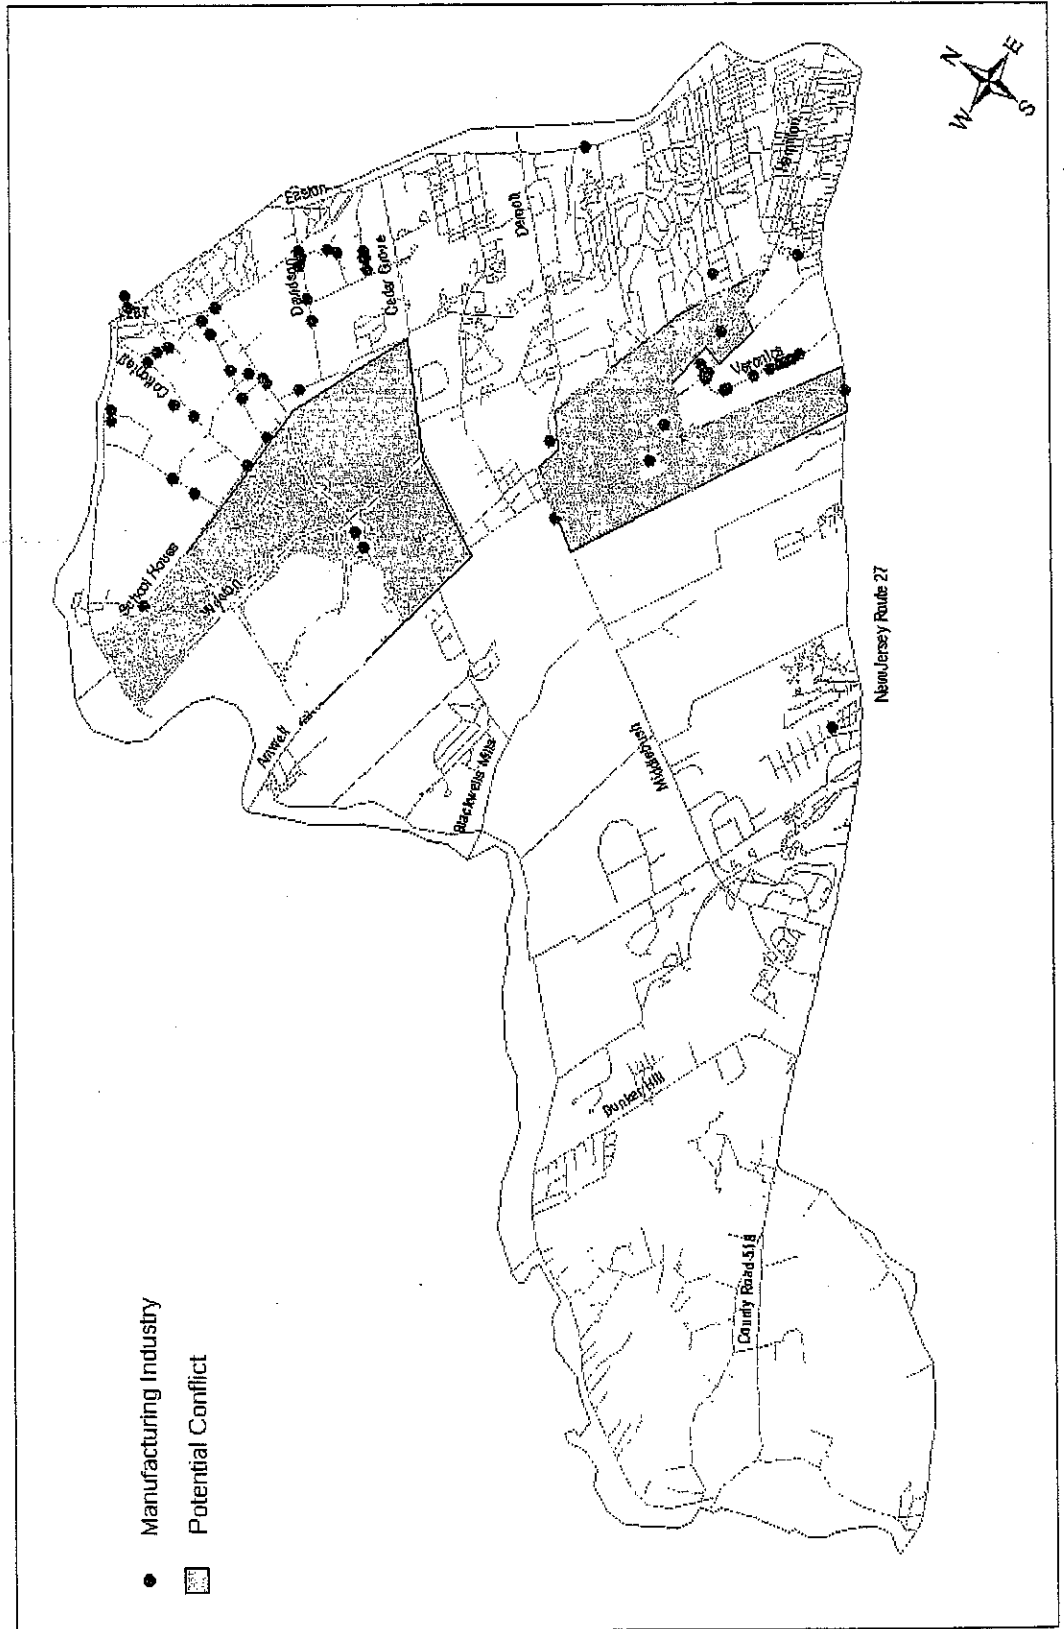 Manufacturing Industry
Potential Conflict
School House
Weston
Amwell
Blackwells Mills
Middlebush
Bunker Hill
County Road 518
New Jersey Route 27
287
Cottontail
Easton
Davidson
Cedar Grove
Demott
Veronica
Hamilton
N
E
S
W